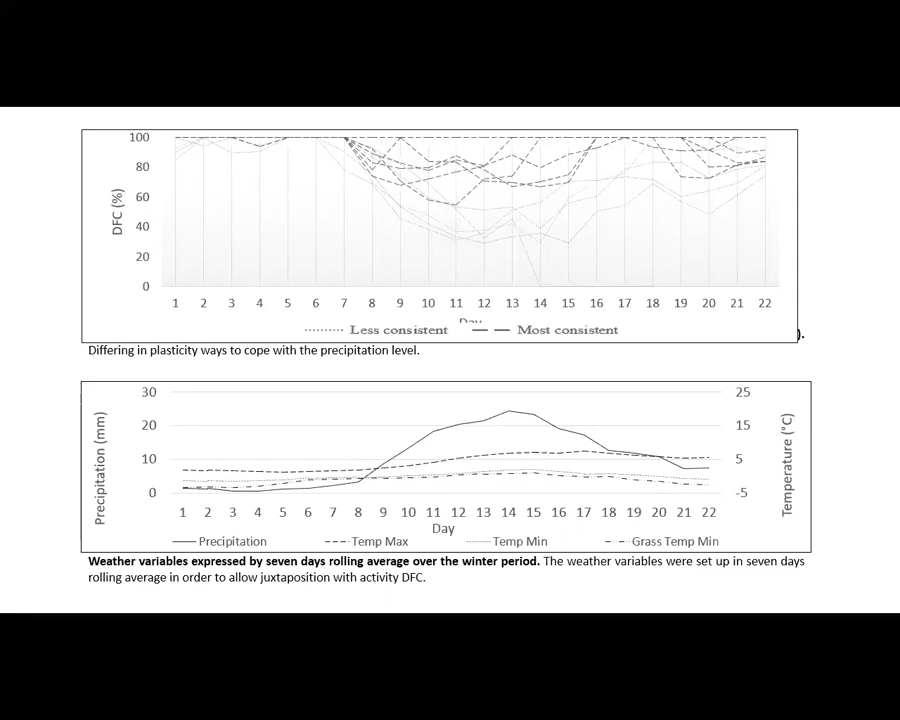 100
80
60
40
20
0
DFC (%)
1 2 3 4 5 6 7 8 9 10 11 12 13 14 15 16 17 18 19 20 21 22
Day
Less consistent Most consistent
).
Differing in plasticity ways to cope with the precipitation level.
30
20
10
0
Precipitation (mm)
25
15
5
-5
Temperature (°C)
1 2 3 4 5 6 7 8 9 10 11 12 13 14 15 16 17 18 19 20 21 22
Day
Precipitation Temp Max Temp Min Grass Temp Min
Weather variables expressed by seven days rolling average over the winter period. The weather variables were set up in seven days
rolling average in order to allow juxtaposition with activity DFC.